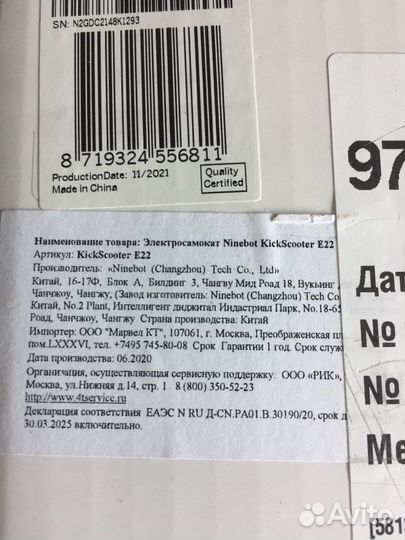 SN: N2GDC2148K1293
8 719324 556811
ProductionDate: 11/2021
Made in China
Quality
Certified
97
Наименование товара: Электросамокат Ninebot KickScooter E22
Артикул: KickScooter E22
Производитель: «Ninebot (Changzhou) Tech Co., Ltd»
Китай, 16-17Ф, Блок А, Билдинг 3, Чангву Мид Роад 18, Вукьинг
Чанчжоу, Чангжу, (Завод изготовитель: Ninebot (Changzhou) Tech Co
Китай, No.2 Plant, Интеллигент диджитал Индастриал Парк, No.18-65
Роад, Чанчжоу, Чангжу Страна производства: Китай
Импортер: ООО "Марвел КТ", 107061, г. Москва, Преображенская пл
пом.LXXXVI, тел. +7495 745-80-08 Срок Гарантии 1 год. Срок служ
Дата производства: 06.2020
Организация, осуществляющая сервисную поддержку: ООО «РИК»,
Москва, ул.Нижняя д.14, стр. 1 8 (800) 350-52-23
http://www.4tservice.ru
Декларация соответствия ЕАЭС N RU Д-CN.РА01.В.30190/20, срок д
30.03.2025 включительно.
Дат
№
№
Ме
[581
Avito